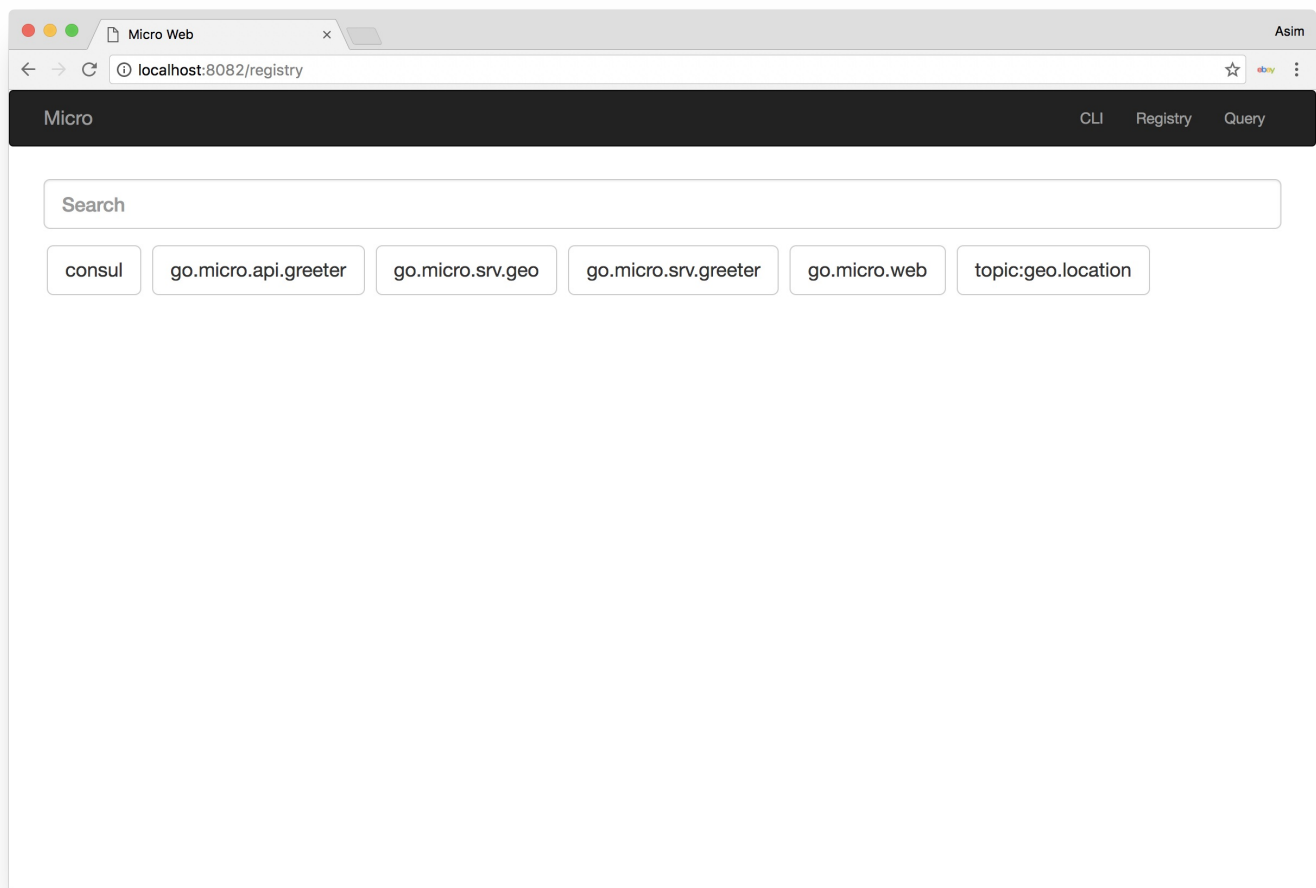 Micro Web
Asim
localhost:8082/registry
ebay
Micro CLI Registry Query
Search
consul go.micro.api.greeter go.micro.srv.geo go.micro.srv.greeter go.micro.web topic:geo.location